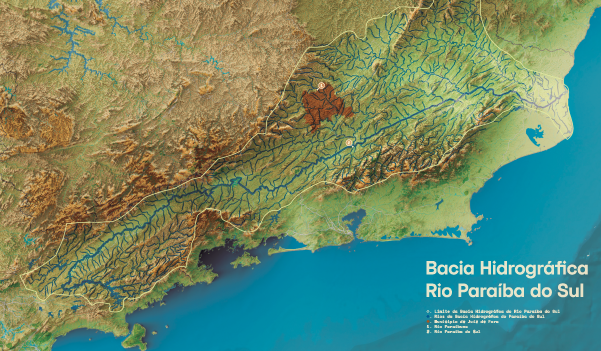 Bacia Hidrográfica
Rio Paraíba do Sul
Limite da Bacia Hidrográfica do Rio Paraíba do Sul
Rios da Bacia Hidrográfica do Paraíba do Sul
Município de Juiz de Fora
Rio Paraibuna
Rio Paraíba do Sul